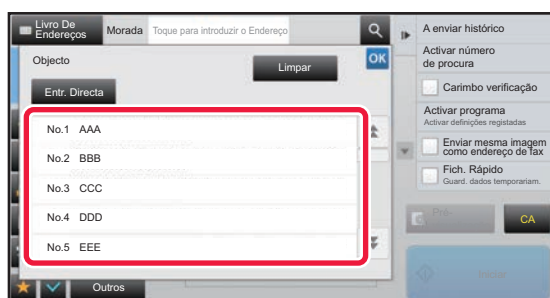 Livro De
Endereços
Morada
Toque para introduzir o Endereço
A enviar histórico
Activar número
de procura
Carimbo verificação
Activar programa
Activar definições registadas
Enviar mesma imagem
como endereço de fax
Fich. Rápido
Guard. dados temporariam.
CA
Objecto
Limpar
OK
Entr. Directa
No.1 AAA
No.2 BBB
No.3 CCC
No.4 DDD
No.5 EEE
Outros